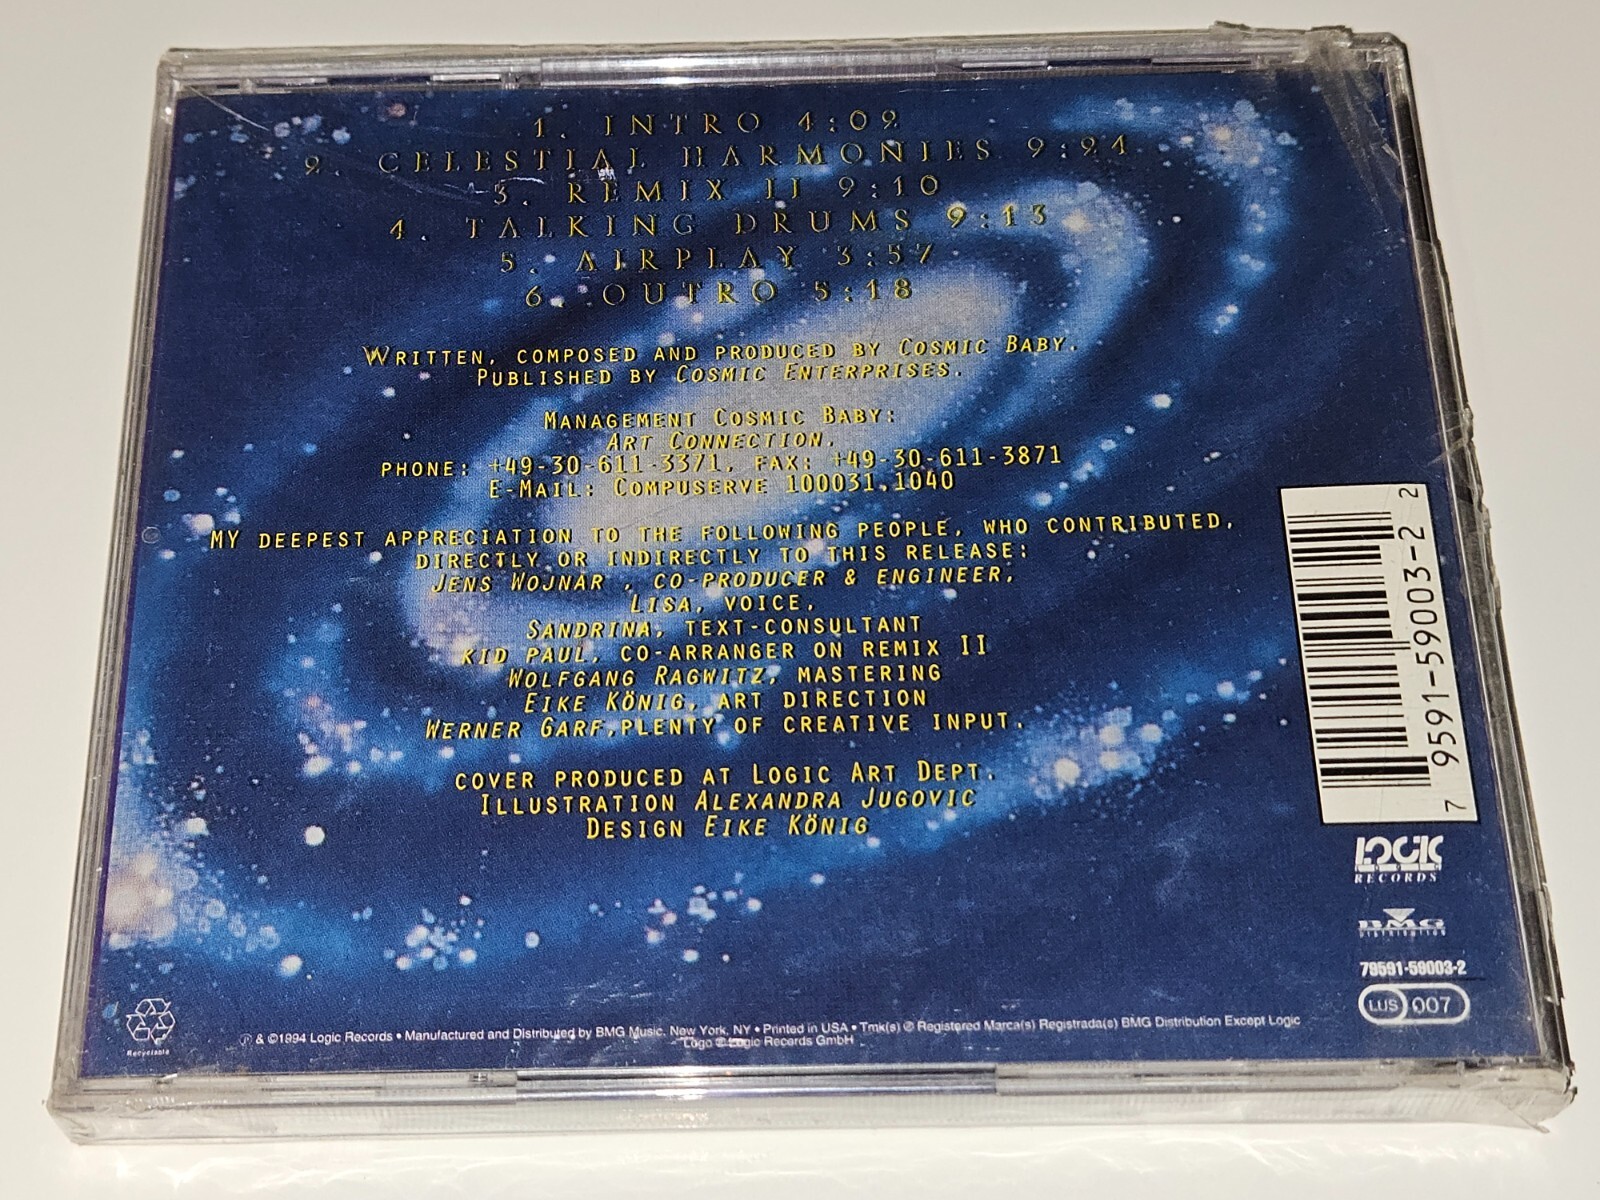 1. INTRO 4:09
2. CELESTIAL HARMONIES 9:24
3. REMIX II 9:10
4. TALKING DRUMS 9:13
5. AIRPLAY 3:57
6. OUTRO 5:18
WRITTEN, COMPOSED AND PRODUCED BY COSMIC BABY.
PUBLISHED BY COSMIC ENTERPRISES.
MANAGEMENT COSMIC BABY:
ART CONNECTION.
PHONE: +49-30-611-3371, FAX: +49-30-611-3871
E-MAIL: COMPUSERVE 100031,1040
MY DEEPEST APPRECIATION TO THE FOLLOWING PEOPLE, WHO CONTRIBUTED,
DIRECTLY OR INDIRECTLY TO THIS RELEASE:
JENS WOJNAR , CO-PRODUCER & ENGINEER,
LISA, VOICE,
SANDRINA, TEXT-CONSULTANT
KID PAUL, CO-ARRANGER ON REMIX II
WOLFGANG RAGWITZ, MASTERING
EIKE KÖNIG, ART DIRECTION
WERNER GARF,PLENTY OF CREATIVE INPUT.
COVER PRODUCED AT LOGIC ART DEPT.
ILLUSTRATION ALEXANDRA JUGOVIC
DESIGN EIKE KÖNIG
7 9591-59003-2 2
LOGIC
RECORDS
BMG
DISTRIBUTION
79591-59003-2
LUS 007
Recyclable
℗ & ©1994 Logic Records • Manufactured and Distributed by BMG Music, New York, NY • Printed in USA • Tmk(s) ® Registered Marca(s) Registrada(s) BMG Distribution Except Logic
Logo © Logic Records GmbH